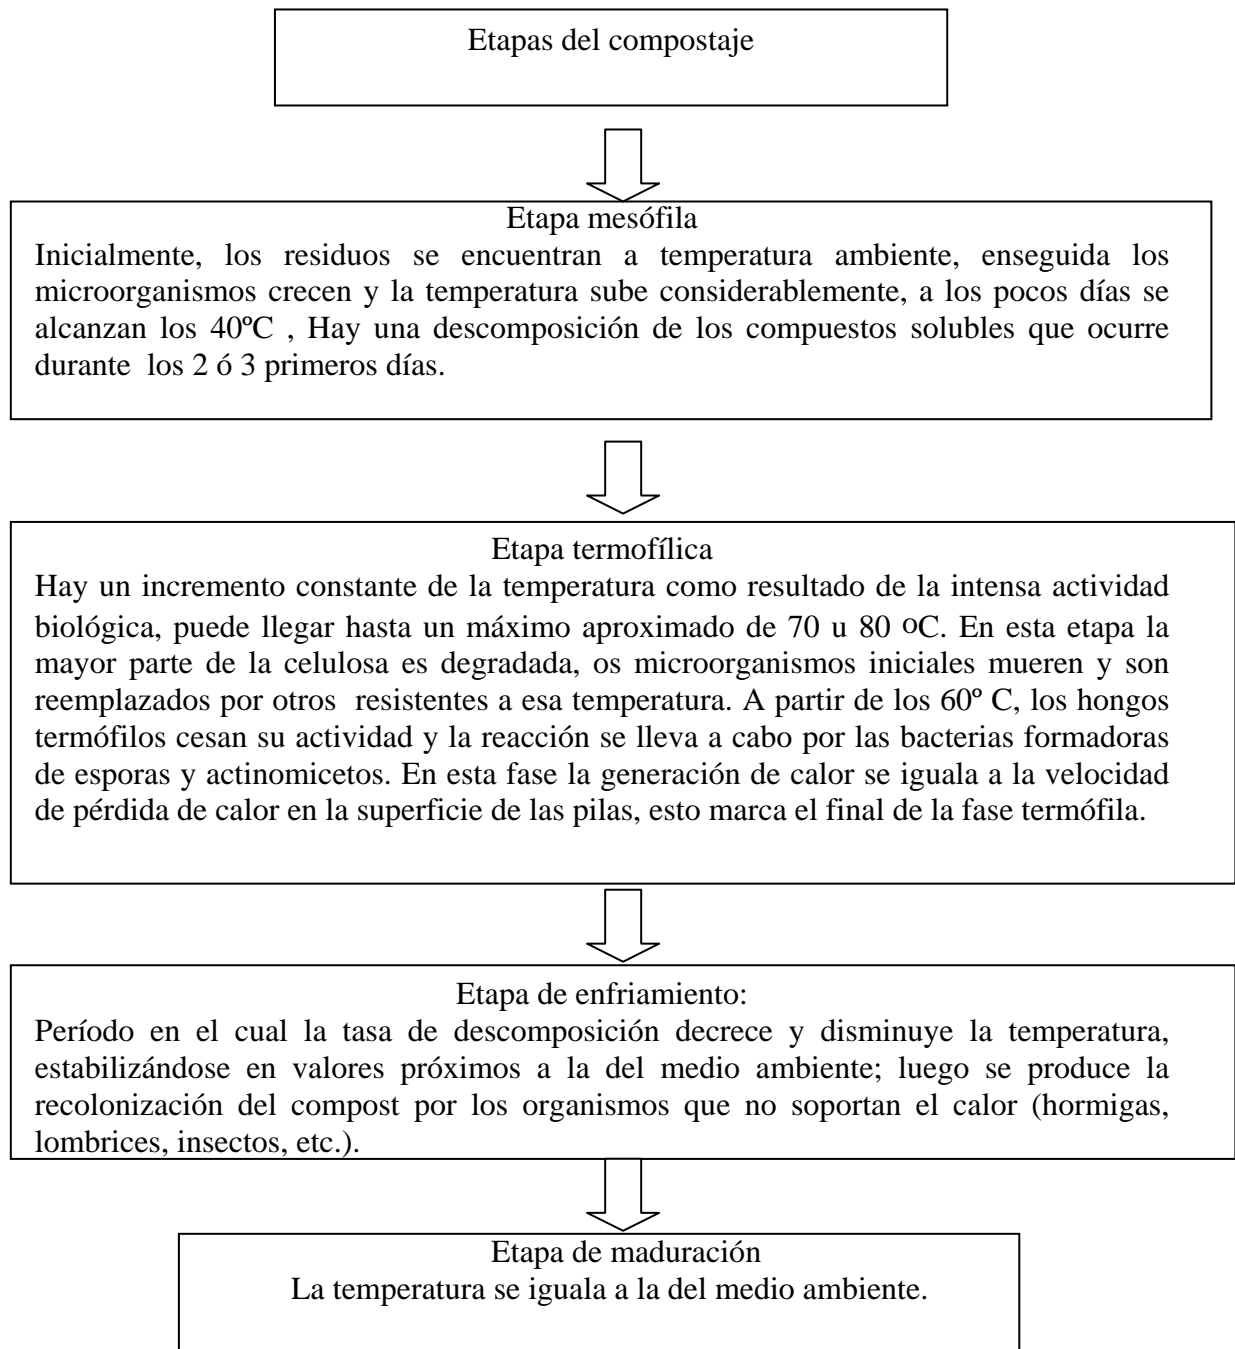 Etapas del compostaje
Etapa mesófila
Inicialmente, los residuos se encuentran a temperatura ambiente, enseguida los
microorganismos crecen y la temperatura sube considerablemente, a los pocos días se
alcanzan los 40ºC , Hay una descomposición de los compuestos solubles que ocurre
durante los 2 ó 3 primeros días.
Etapa termofílica
Hay un incremento constante de la temperatura como resultado de la intensa actividad
biológica, puede llegar hasta un máximo aproximado de 70 u 80 ºC. En esta etapa la
mayor parte de la celulosa es degradada, os microorganismos iniciales mueren y son
reemplazados por otros resistentes a esa temperatura. A partir de los 60º C, los hongos
termófilos cesan su actividad y la reacción se lleva a cabo por las bacterias formadoras
de esporas y actinomicetos. En esta fase la generación de calor se iguala a la velocidad
de pérdida de calor en la superficie de las pilas, esto marca el final de la fase termófila.
Etapa de enfriamiento:
Período en el cual la tasa de descomposición decrece y disminuye la temperatura,
estabilizándose en valores próximos a la del medio ambiente; luego se produce la
recolonización del compost por los organismos que no soportan el calor (hormigas,
lombrices, insectos, etc.).
Etapa de maduración
La temperatura se iguala a la del medio ambiente.